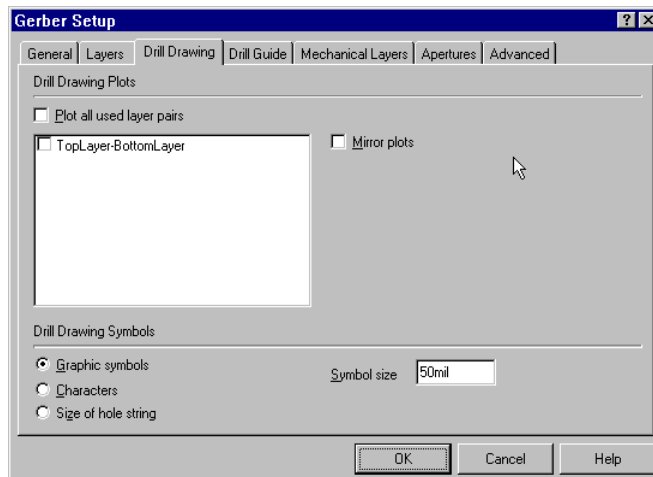 Gerber Setup
General Layers Drill Drawing Drill Guide Mechanical Layers Apertures Advanced
Drill Drawing Plots
Plot all used layer pairs
TopLayer-BottomLayer
Mirror plots
Drill Drawing Symbols
Graphic symbols
Symbol size 50mil
Characters
Size of hole string
OK Cancel Help